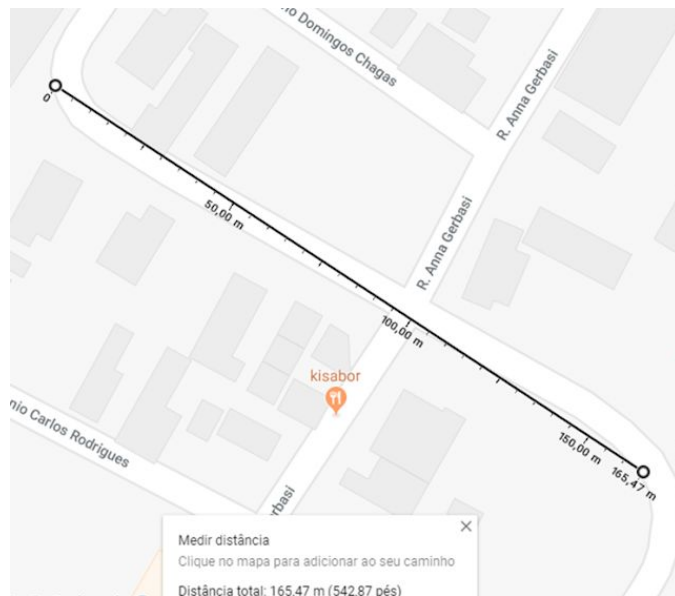 io Domingos Chagas
R. Anna Gerbasi
0
50,00 m
R. Anna Gerbasi
100,00 m
kisabor
150,00 m
165,47 m
nio Carlos Rodrigues
rbasi
Medir distância
Clique no mapa para adicionar ao seu caminho
Distância total: 165,47 m (542,87 pés)